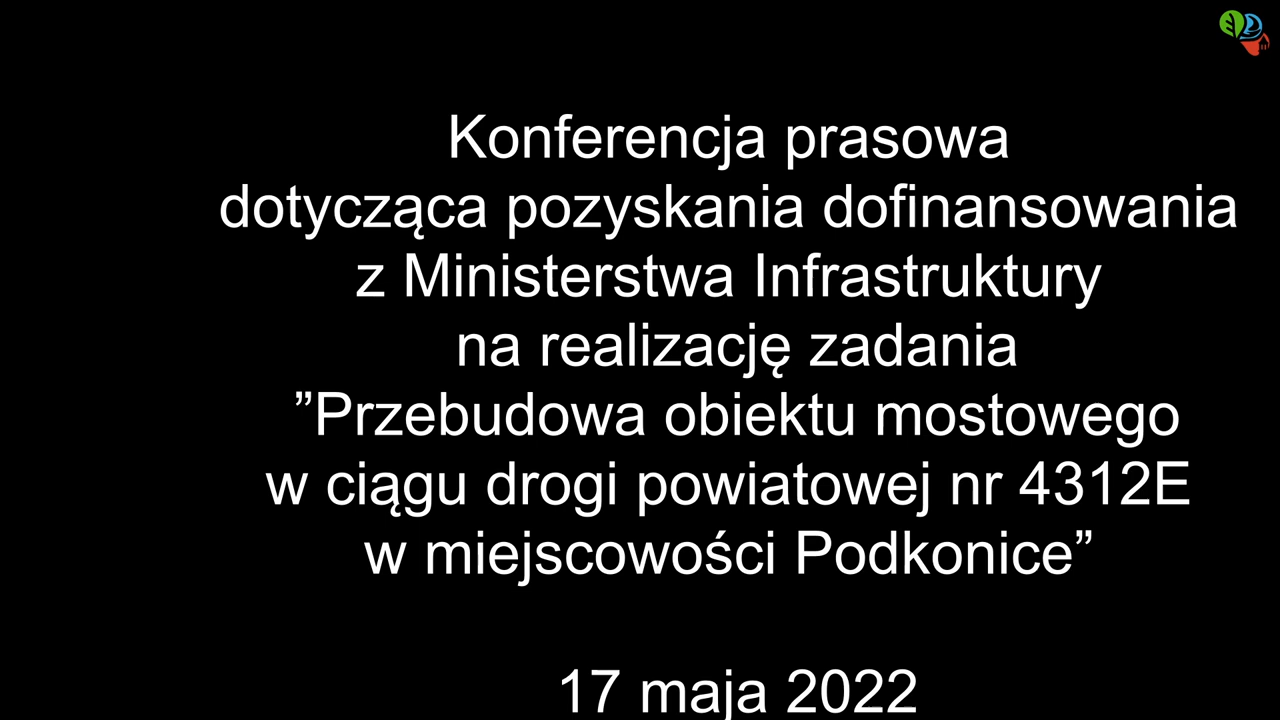 Konferencja prasowa
dotycząca pozyskania dofinansowania
z Ministerstwa Infrastruktury
na realizację zadania
”Przebudowa obiektu mostowego
w ciągu drogi powiatowej nr 4312E
w miejscowości Podkonice”
17 maja 2022